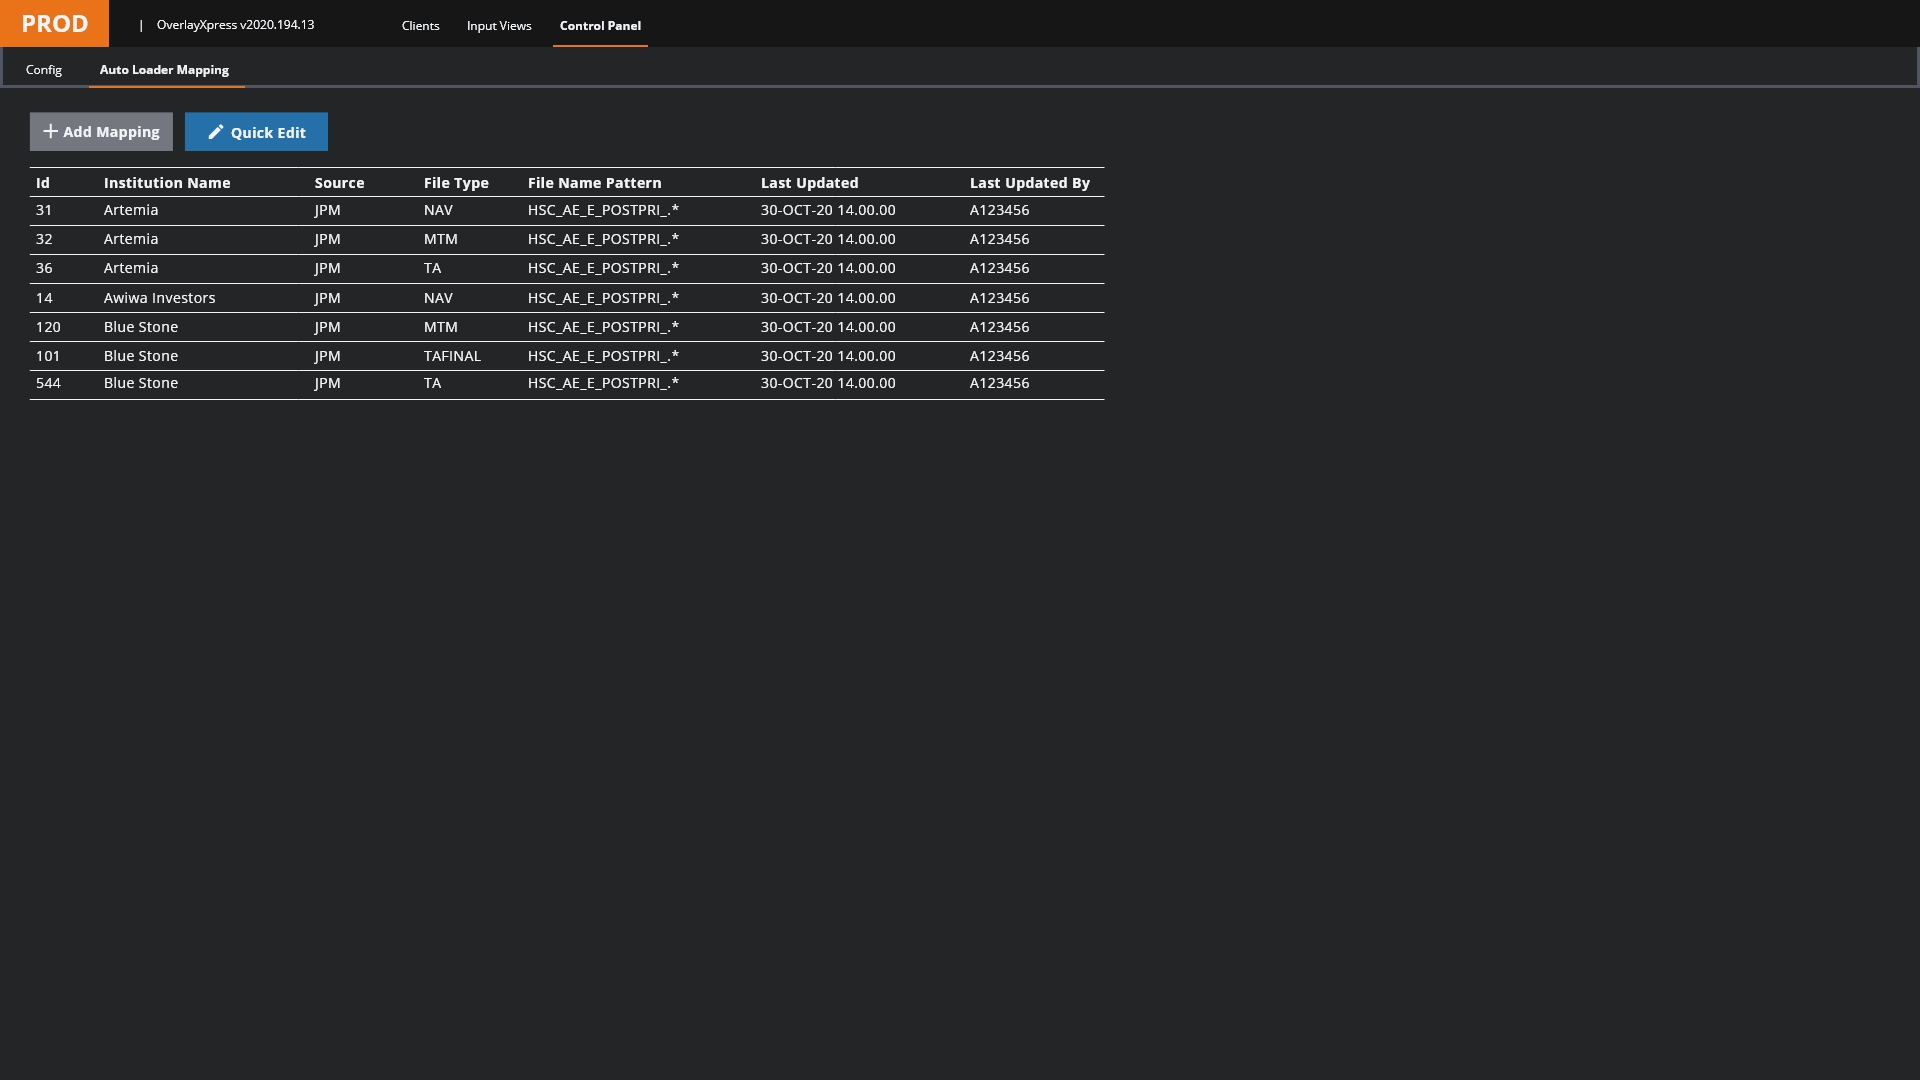 PROD | OverlayXpress v2020.194.13 Clients Input Views Control Panel
Config Auto Loader Mapping
Add Mapping Quick Edit
Id Institution Name Source File Type File Name Pattern Last Updated Last Updated By
31 Artemia JPM NAV HSC_AE_E_POSTPRI_.* 30-OCT-20 14.00.00 A123456
32 Artemia JPM MTM HSC_AE_E_POSTPRI_.* 30-OCT-20 14.00.00 A123456
36 Artemia JPM TA HSC_AE_E_POSTPRI_.* 30-OCT-20 14.00.00 A123456
14 Awiwa Investors JPM NAV HSC_AE_E_POSTPRI_.* 30-OCT-20 14.00.00 A123456
120 Blue Stone JPM MTM HSC_AE_E_POSTPRI_.* 30-OCT-20 14.00.00 A123456
101 Blue Stone JPM TAFINAL HSC_AE_E_POSTPRI_.* 30-OCT-20 14.00.00 A123456
544 Blue Stone JPM TA HSC_AE_E_POSTPRI_.* 30-OCT-20 14.00.00 A123456